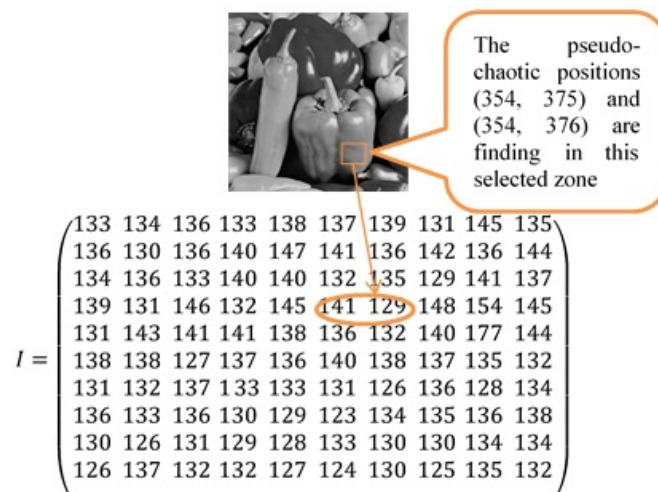 The pseudo-
chaotic positions
(354, 375) and
(354, 376) are
finding in this
selected zone
133 134 136 133 138 137 139 131 145 135
136 130 136 140 147 141 136 142 136 144
134 136 133 140 140 132 135 129 141 137
139 131 146 132 145 141 129 148 154 145
131 143 141 141 138 136 132 140 177 144
I = 138 138 127 137 136 140 138 137 135 132
131 132 137 133 133 131 126 136 128 134
136 133 136 130 129 123 134 135 136 138
130 126 131 129 128 133 130 130 134 134
126 137 132 132 127 124 130 125 135 132